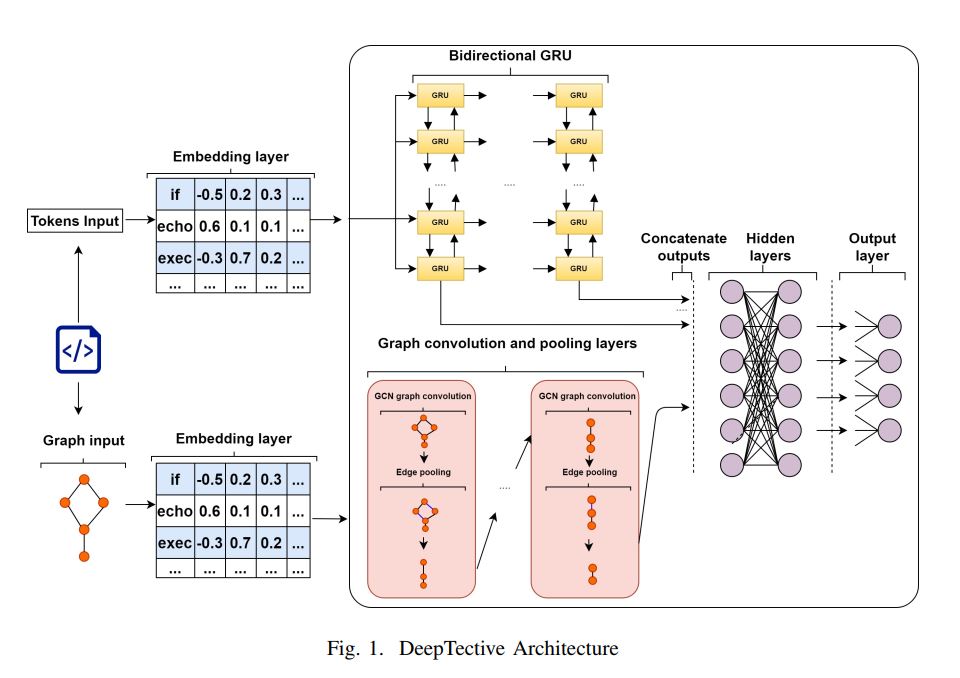 Bidirectional GRU
GRU GRU
GRU GRU
.... .... ....
GRU GRU
GRU GRU
Embedding layer
if -0.5 0.2 0.3 ...
echo 0.6 0.1 0.1 ...
exec -0.3 0.7 0.2 ...
... ... ... ... ...
Tokens Input
</>
Concatenate
outputs
....
Hidden
layers
Output
layer
Graph input
Embedding layer
if -0.5 0.2 0.3 ...
echo 0.6 0.1 0.1 ...
exec -0.3 0.7 0.2 ...
... ... ... ... ...
Graph convolution and pooling layers
GCN graph convolution
Edge pooling
....
GCN graph convolution
Edge pooling
Fig. 1. DeepTective Architecture